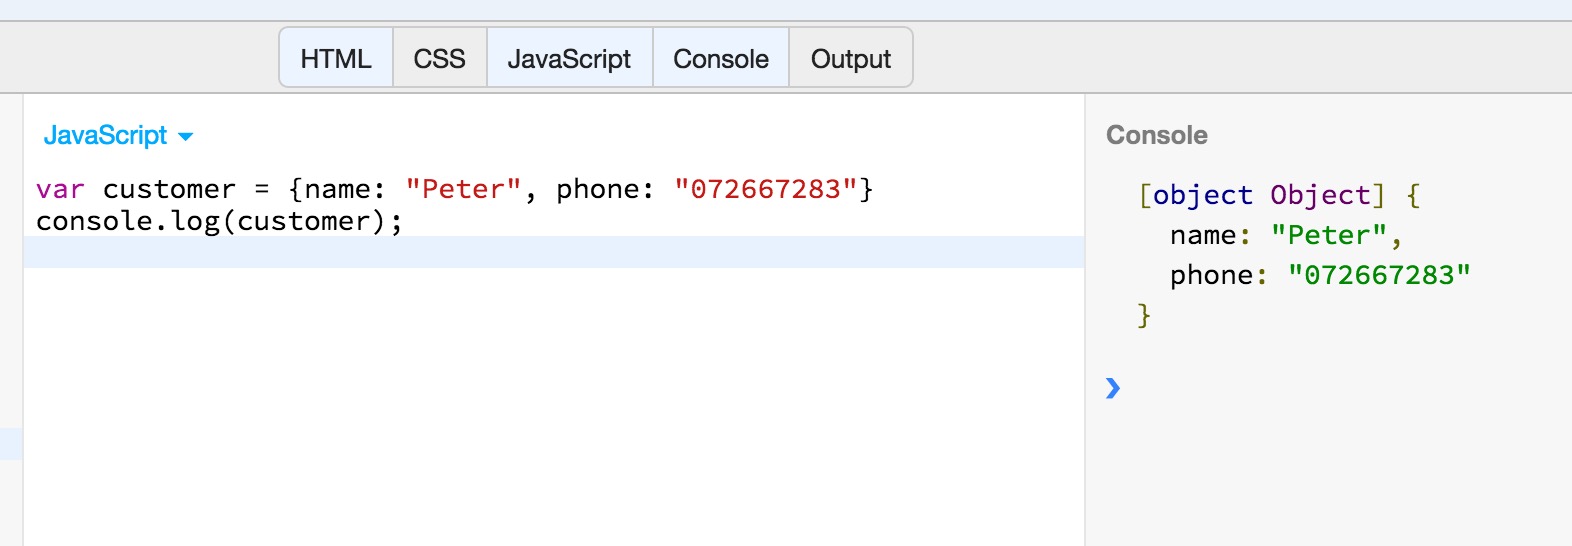 HTML CSS JavaScript Console Output
JavaScript
var customer = {name: "Peter", phone: "072667283"}
console.log(customer);
Console
[object Object] {
  name: "Peter",
  phone: "072667283"
}
❯